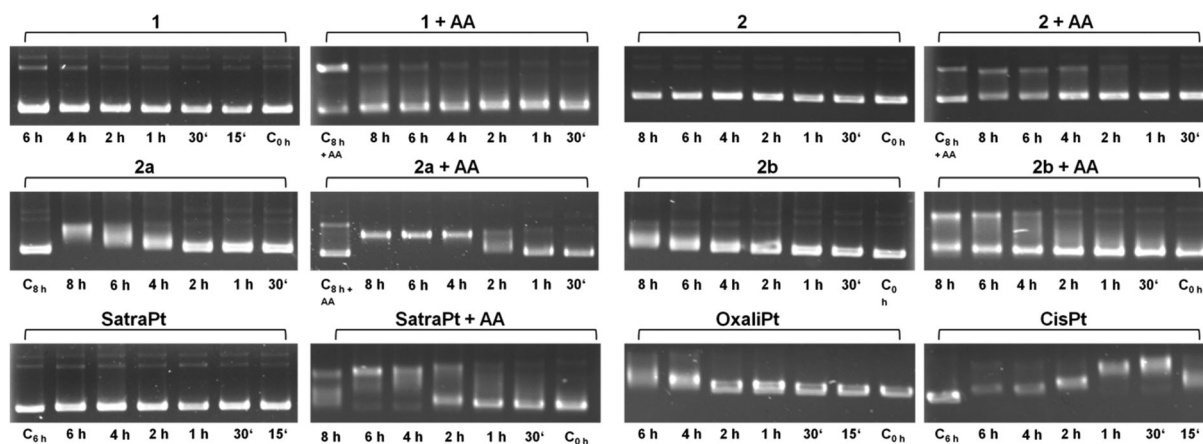 1 1 + AA 2 2 + AA
6 h 4 h 2 h 1 h 30‘ 15‘ C0 h C8 h + AA 8 h 6 h 4 h 2 h 1 h 30‘ 8 h 6 h 4 h 2 h 1 h 30‘ C0 h C8 h + AA 8 h 6 h 4 h 2 h 1 h 30‘
2a 2a + AA 2b 2b + AA
C8 h 8 h 6 h 4 h 2 h 1 h 30‘ C8 h + AA 8 h 6 h 4 h 2 h 1 h 30‘ 8 h 6 h 4 h 2 h 1 h 30‘ C0 h 8 h 6 h 4 h 2 h 1 h 30‘ C0 h
SatraPt SatraPt + AA OxaliPt CisPt
C6 h 6 h 4 h 2 h 1 h 30‘ 15‘ 8 h 6 h 4 h 2 h 1 h 30‘ C0 h 6 h 4 h 2 h 1 h 30‘ 15‘ C0 h C6 h 6 h 4 h 2 h 1 h 30‘ 15‘